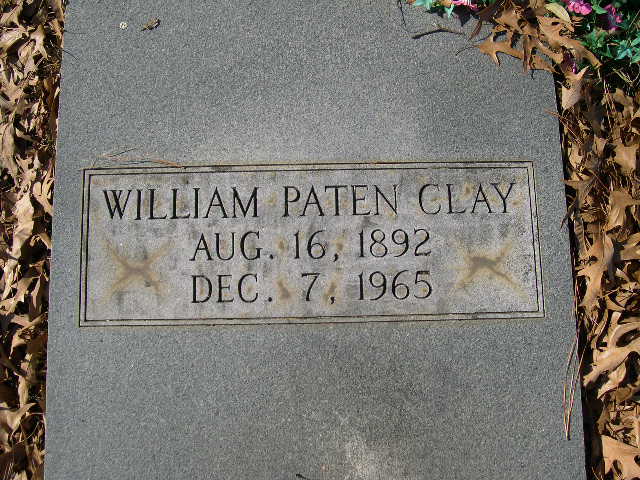 WILLIAM PATEN CLAY
AUG. 16, 1892
DEC. 7, 1965